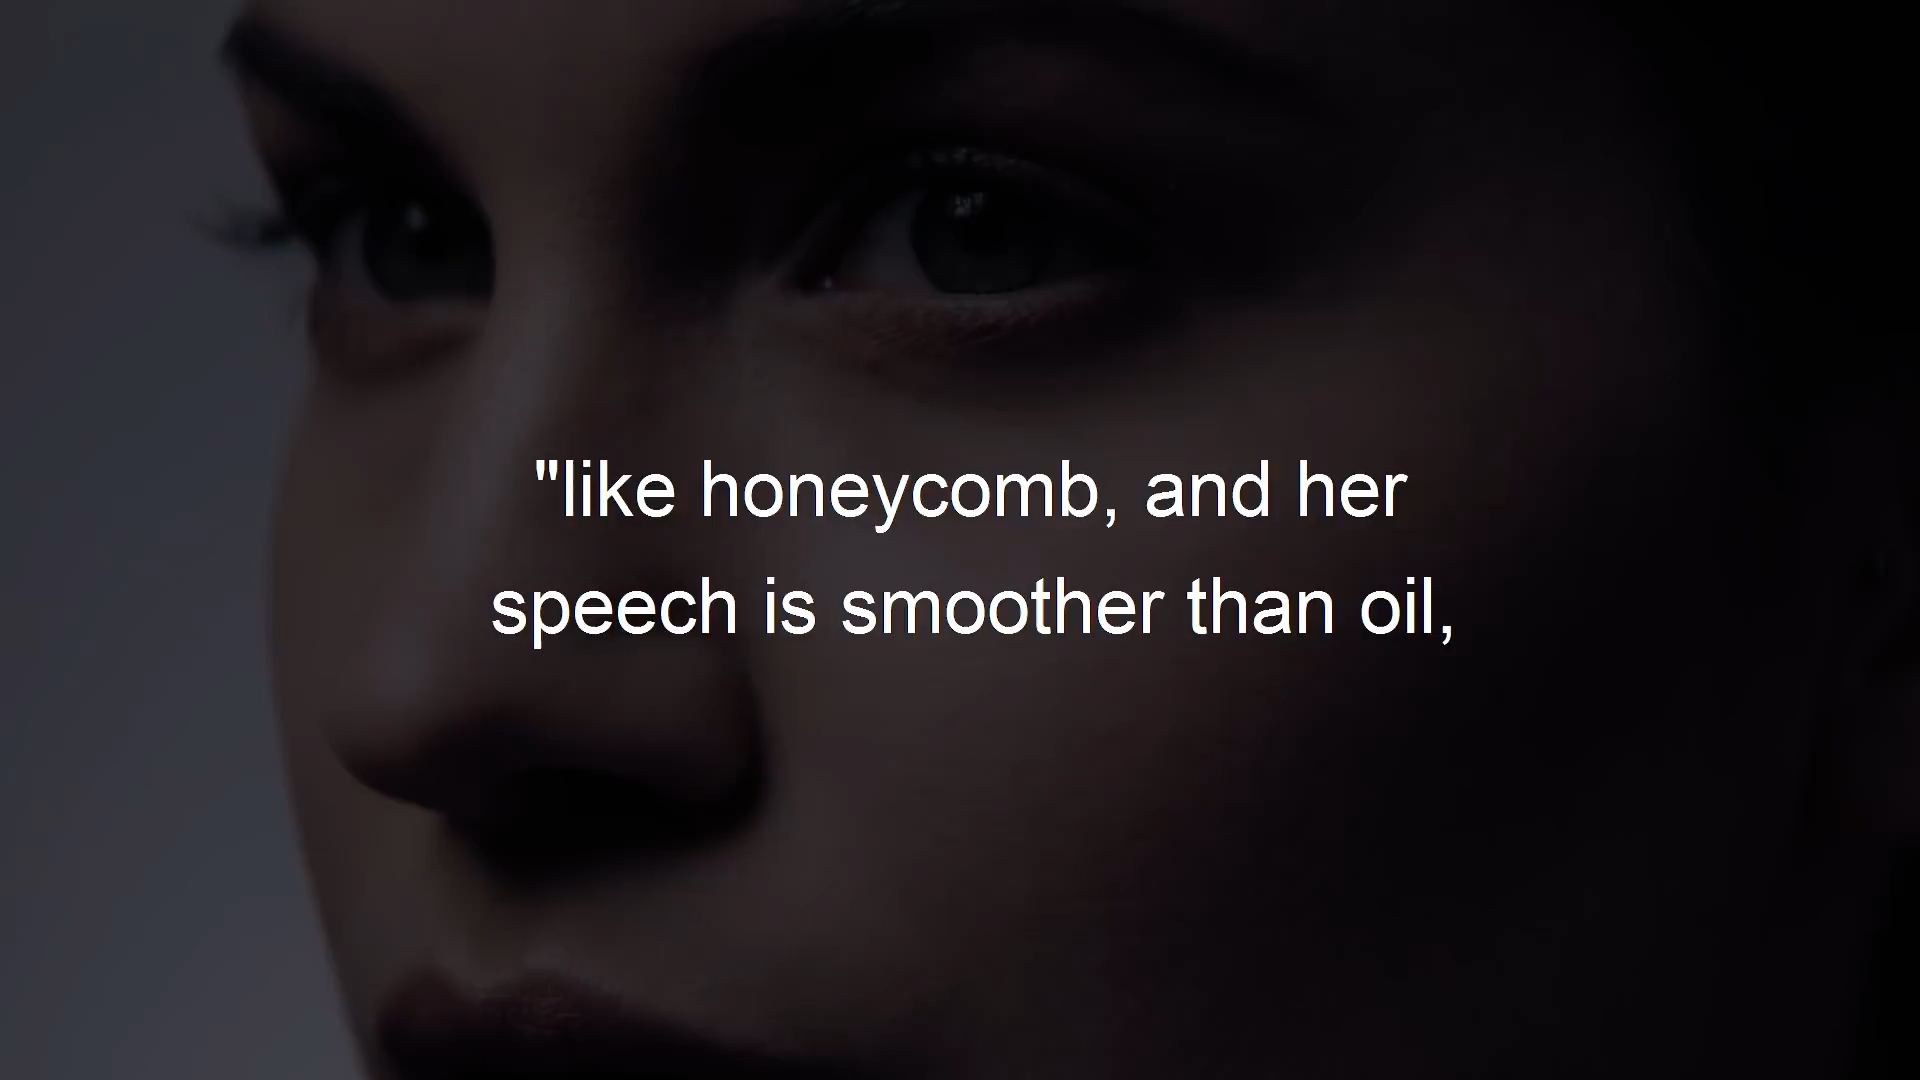 "like honeycomb, and her
speech is smoother than oil,